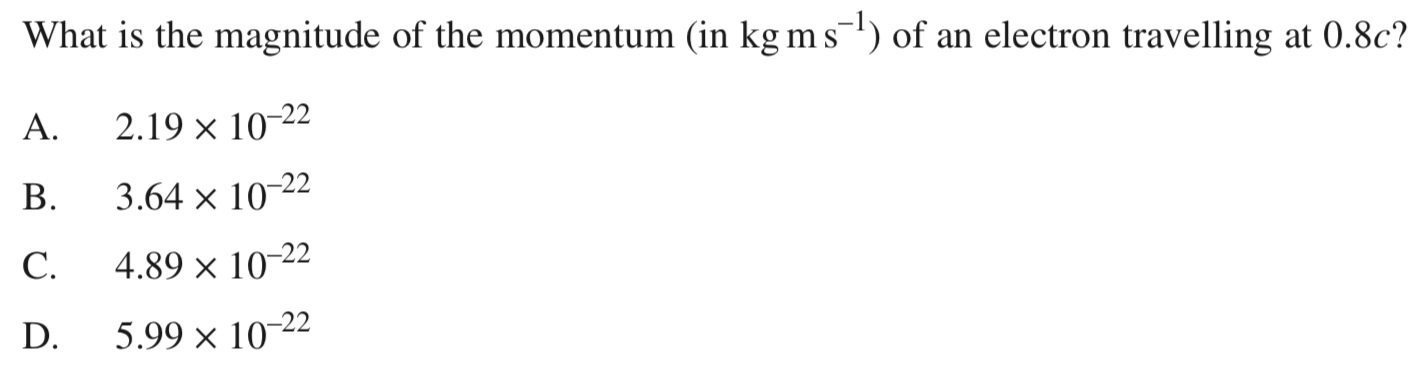 What is the magnitude of the momentum (in kg m s⁻¹) of an electron travelling at 0.8c?
A. 2.19 × 10⁻²²
B. 3.64 × 10⁻²²
C. 4.89 × 10⁻²²
D. 5.99 × 10⁻²²